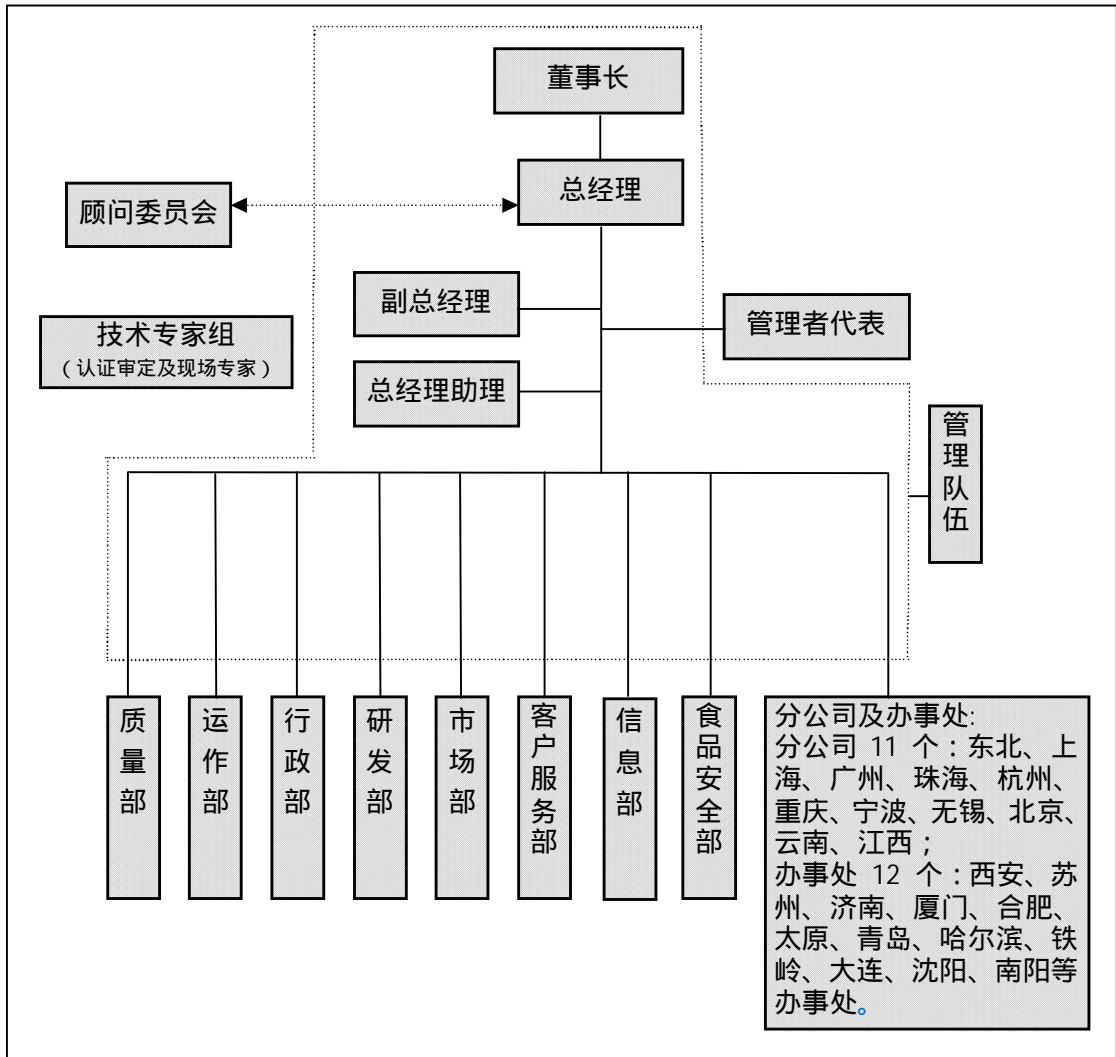 董事长
总经理
顾问委员会
副总经理
管理者代表
技术专家组
（认证审定及现场专家）
总经理助理
管理队伍
质量部
运作部
行政部
研发部
市场部
客户服务部
信息部
食品安全部
分公司及办事处:
分公司 11 个：东北、上
海、广州、珠海、杭州、
重庆、宁波、无锡、北京、
云南、江西；
办事处 12 个：西安、苏
州、济南、厦门、合肥、
太原、青岛、哈尔滨、铁
岭、大连、沈阳、南阳等
办事处。